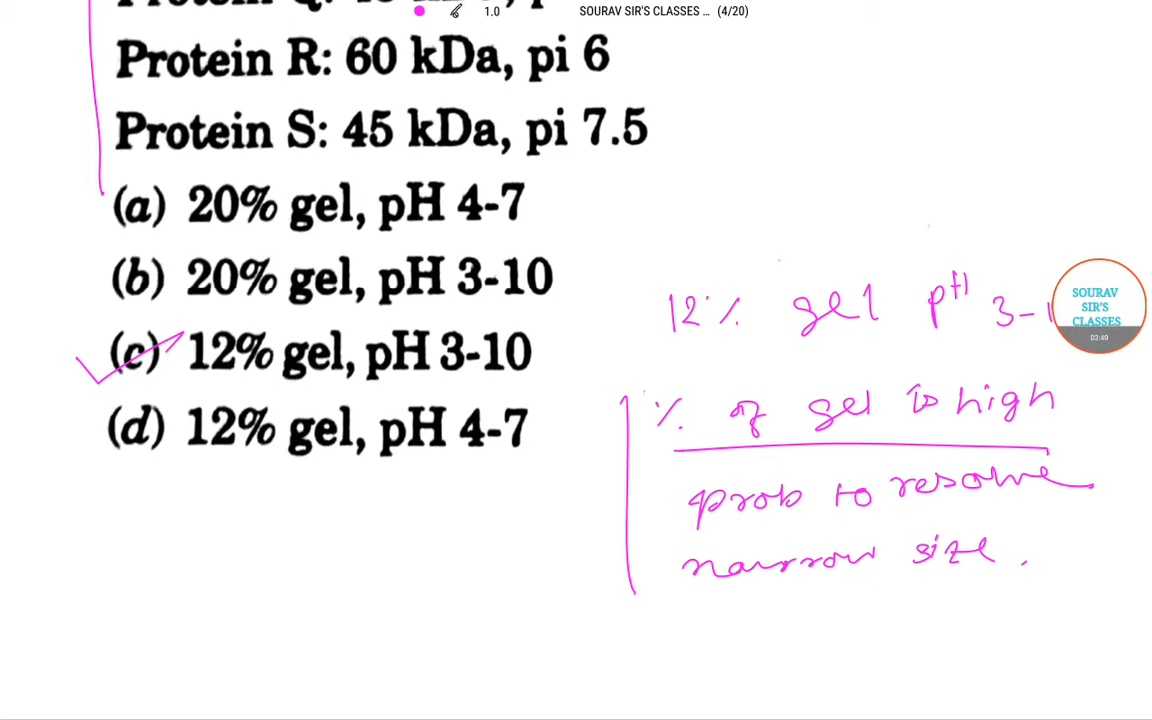 1.0 SOURAV SIR'S CLASSES ... (4/20)
Protein R: 60 kDa, pi 6
Protein S: 45 kDa, pi 7.5
(a) 20% gel, pH 4-7
(b) 20% gel, pH 3-10
(c) 12% gel, pH 3-10
(d) 12% gel, pH 4-7
12% gel pH 3-1
SOURAV
SIR'S
CLASSES
03:40
% of gel is high
prob to resolve
narrow size.